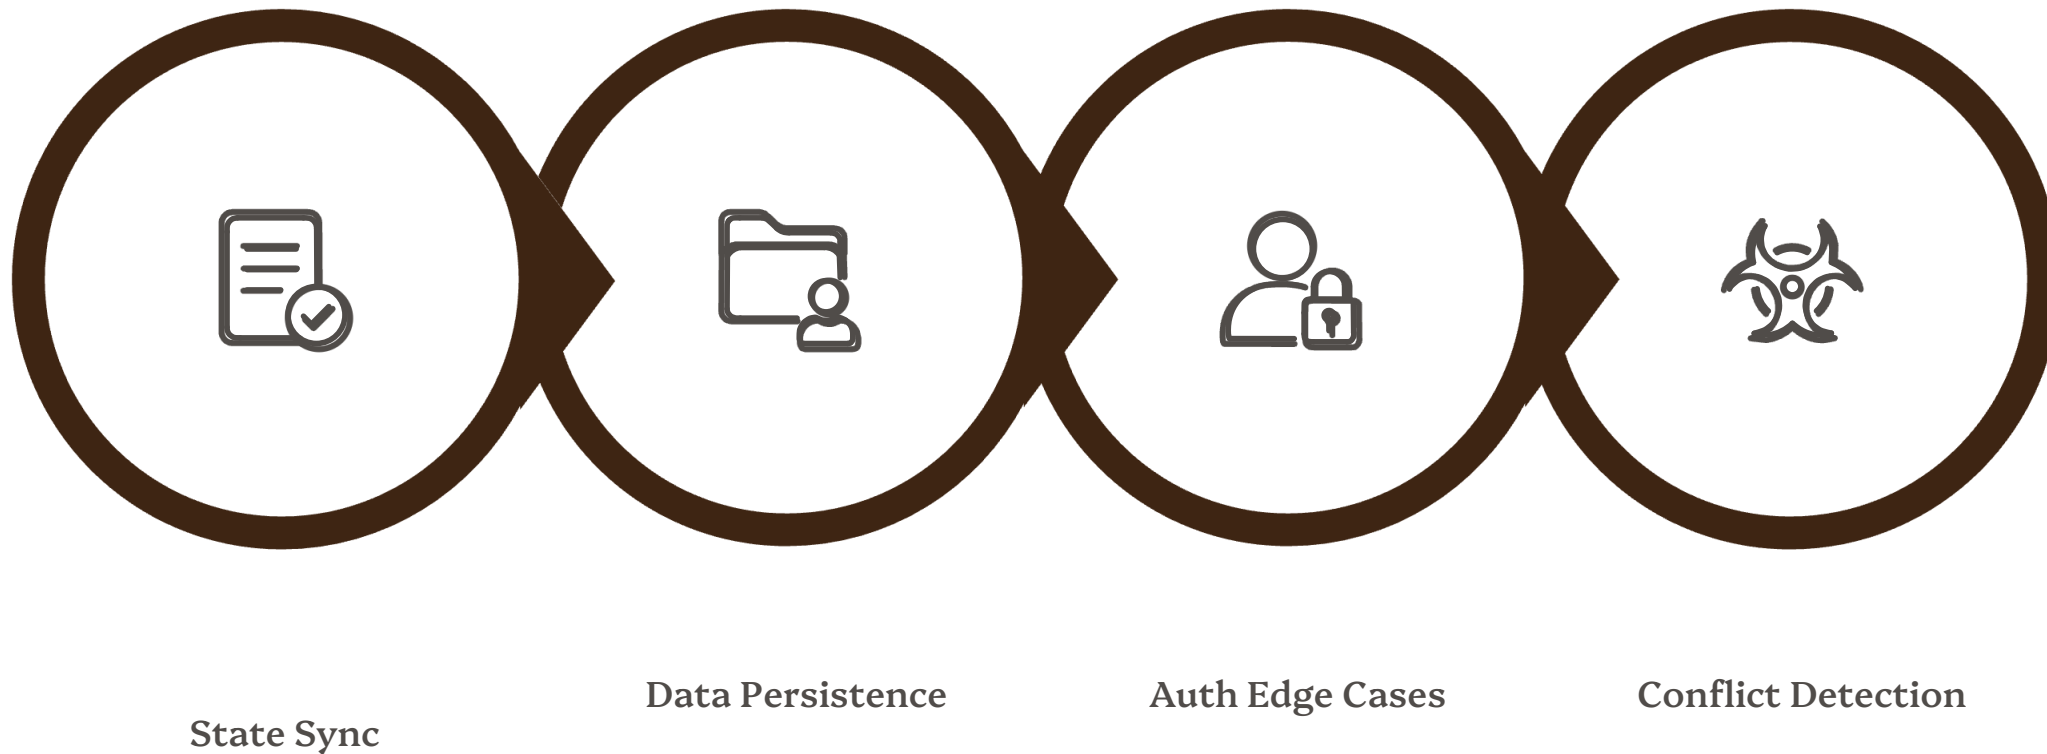 State Sync
Data Persistence
Auth Edge Cases
Conflict Detection